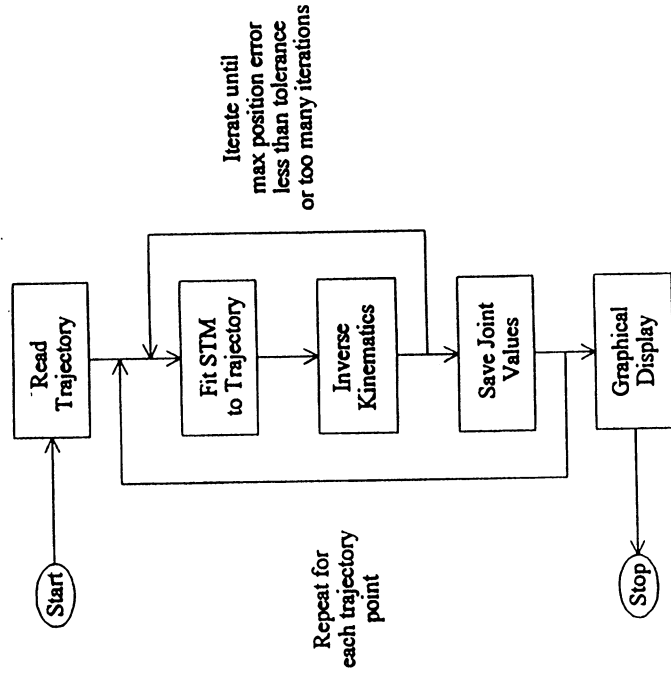 Start
Read
Trajectory
Iterate until
max position error
less than tolerance
or too many iterations
Fit STM
to Trajectory
Inverse
Kinematics
Repeat for
each trajectory
point
Save Joint
Values
Graphical
Display
Stop